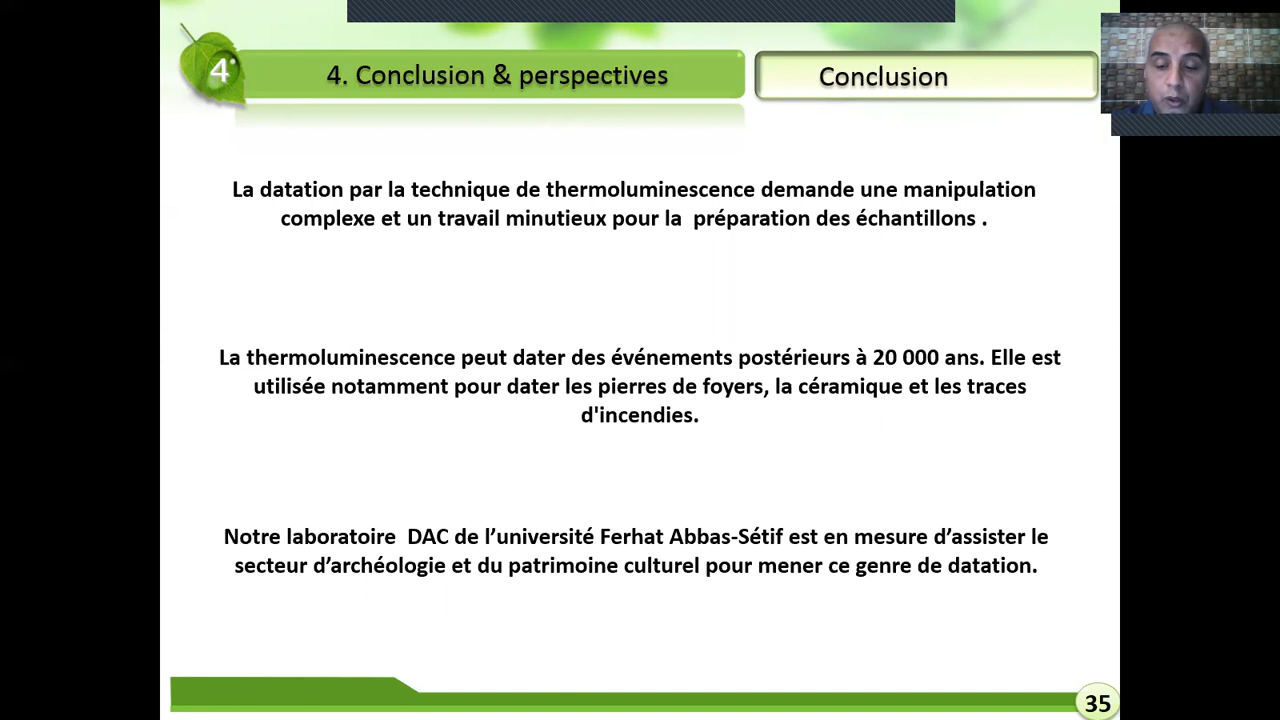 4
4. Conclusion & perspectives
Conclusion
La datation par la technique de thermoluminescence demande une manipulation
complexe et un travail minutieux pour la préparation des échantillons .
La thermoluminescence peut dater des événements postérieurs à 20 000 ans. Elle est
utilisée notamment pour dater les pierres de foyers, la céramique et les traces
d'incendies.
Notre laboratoire DAC de l’université Ferhat Abbas-Sétif est en mesure d’assister le
secteur d’archéologie et du patrimoine culturel pour mener ce genre de datation.
35